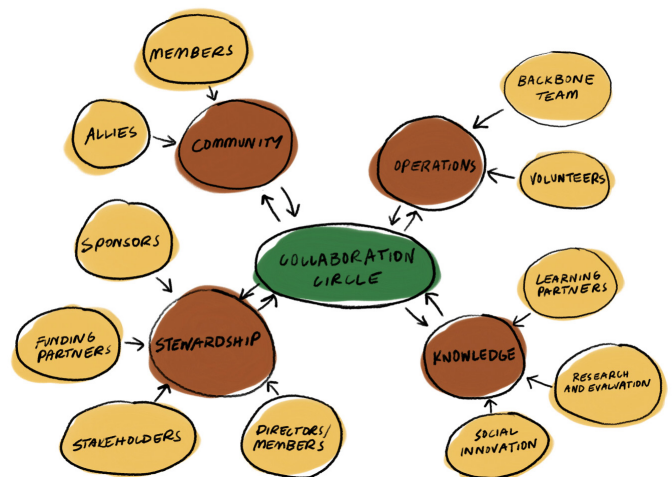 MEMBERS
BACKBONE
TEAM
ALLIES
COMMUNITY
OPERATIONS
VOLUNTEERS
SPONSORS
COLLABORATION
CIRCLE
LEARNING
PARTNERS
FUNDING
PARTNERS
STEWARDSHIP
KNOWLEDGE
RESEARCH
AND EVALUATION
STAKEHOLDERS
DIRECTORS/
MEMBERS
SOCIAL
INNOVATION